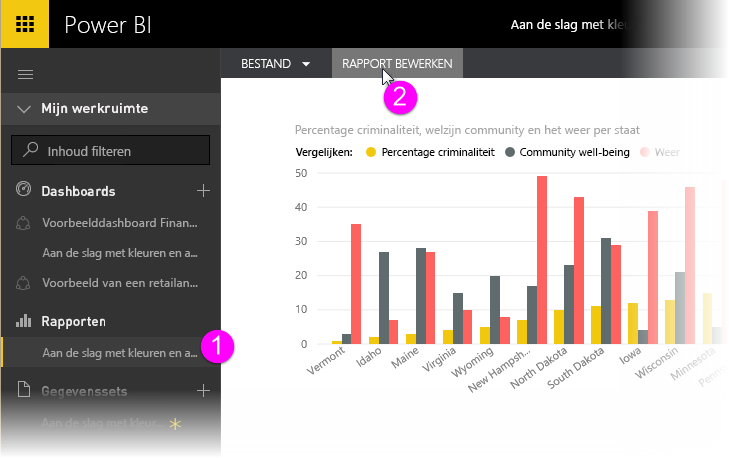 Power BI
Aan de slag met kleu
BESTAND
RAPPORT BEWERKEN
2
Mijn werkruimte
Inhoud filteren
Dashboards
Voorbeelddashboard Finan...
Aan de slag met kleuren en a...
Voorbeeld van een retailan...
Rapporten
Aan de slag met kleuren en a...
1
Gegevenssets
Aan de slag met kleur...
Percentage criminaliteit, welzijn community en het weer per staat
Vergelijken: Percentage criminaliteit Community well-being Weer
50
40
30
20
10
0
Vermont
Idaho
Maine
Virginia
Wyoming
New Hampsh...
North Dakota
South Dakota
Iowa
Wisconsin
Minnesota
Penn